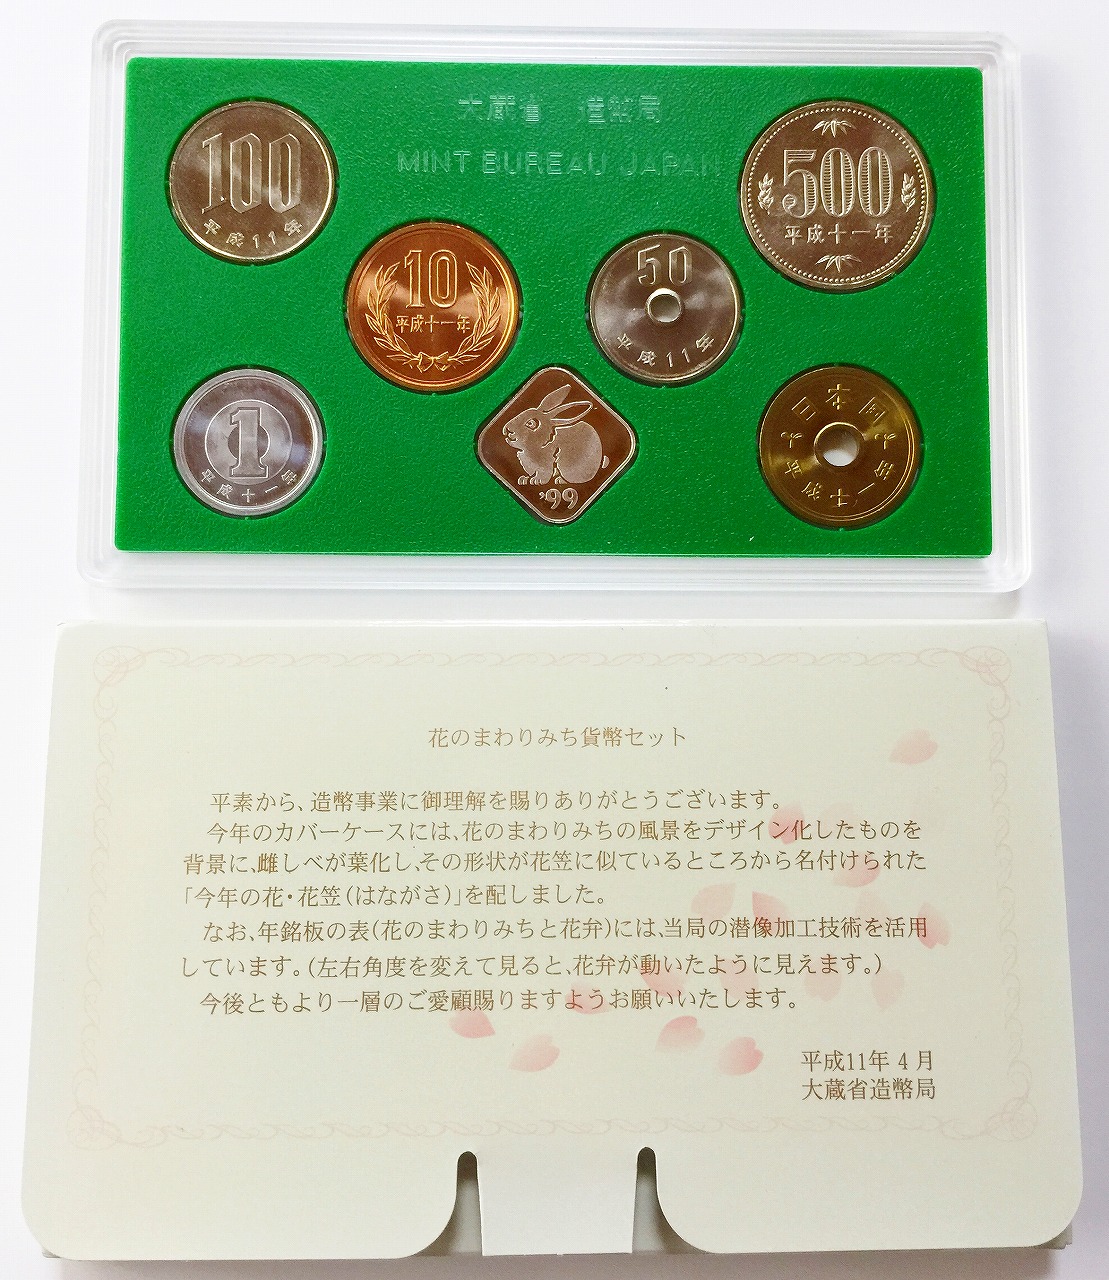 大蔵省 造幣局
MINT BUREAU JAPAN
100
平成11年
500
平成十一年
10
平成十一年
50
平成11年
1
平成十一年
'99
日本国
平成十一年
花のまわりみち貨幣セット
平素から、造幣事業に御理解を賜りありがとうございます。
今年のカバーケースには、花のまわりみちの風景をデザイン化したものを
背景に、雌しべが葉化し、その形状が花笠に似ているところから名付けられた
「今年の花・花笠(はながさ)」を配しました。
なお、年銘板の表(花のまわりみちと花弁)には、当局の潜像加工技術を活用
しています。(左右角度を変えて見ると、花弁が動いたように見えます。)
今後ともより一層のご愛顧賜りますようお願いいたします。
平成11年 4 月
大蔵省造幣局